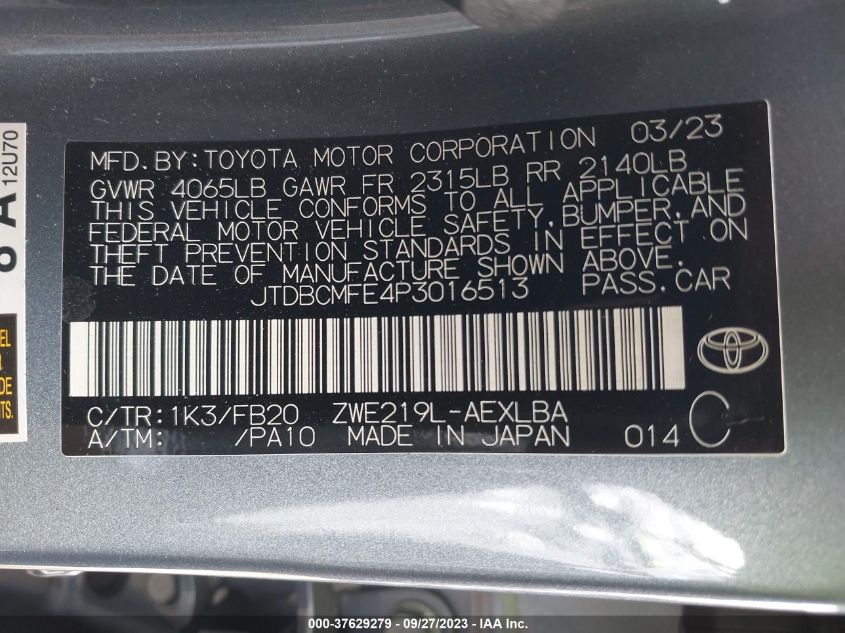 MFD. BY: TOYOTA MOTOR CORPORATION 03/23
GVWR 4065LB GAWR FR 2315LB RR 2140LB
THIS VEHICLE CONFORMS TO ALL APPLICABLE
FEDERAL MOTOR VEHICLE SAFETY, BUMPER, AND
THEFT PREVENTION STANDARDS IN EFFECT ON
THE DATE OF MANUFACTURE SHOWN ABOVE.
JTDBCMFE4P3016513 PASS. CAR
C/TR: 1K3/FB20 ZWE219L-AEXLBA
A/TM: /PA10 MADE IN JAPAN 014 C
A 12U70
000-37629279 - 09/27/2023 - IAA Inc.